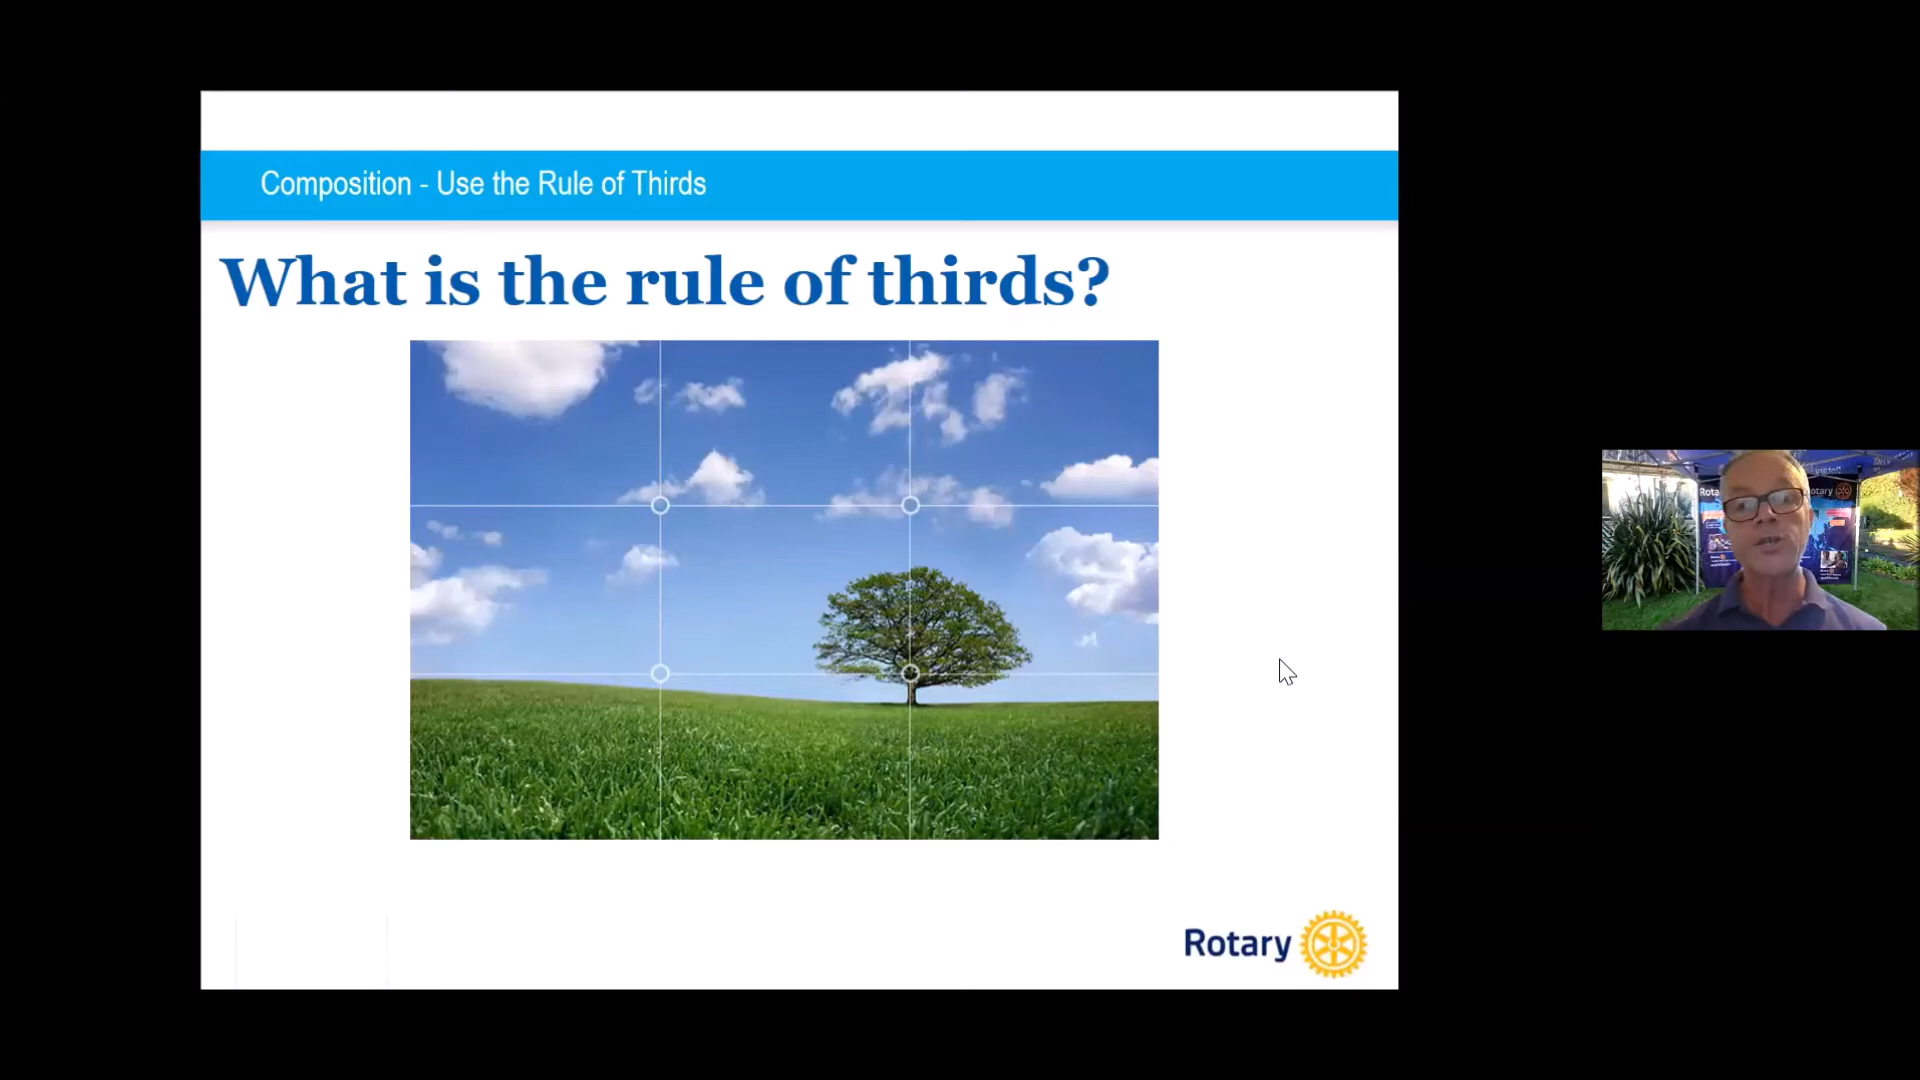 Composition - Use the Rule of Thirds
What is the rule of thirds?
Rotary